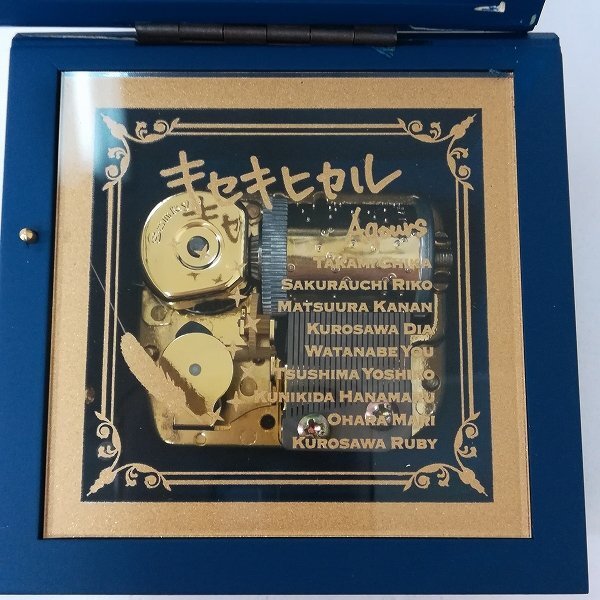 キセキヒカル
Sankyo
Aqours
TAKAMI CHIKA
SAKURAUCHI RIKO
MATSUURA KANAN
KUROSAWA DIA
WATANABE YOU
TSUSHIMA YOSHIKO
KUNIKIDA HANAMARU
OHARA MARI
KUROSAWA RUBY